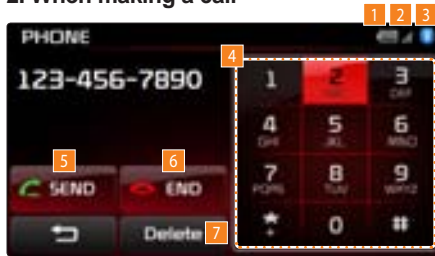 2. When making a call
1 2 3
PHONE
4
123-456-7890
1 2 3 DEF
4 GHI 5 JKL 6 MNO
7 PQRS 8 TUV 9 WXYZ
* + 0 #
5 6
SEND END
Delete 7